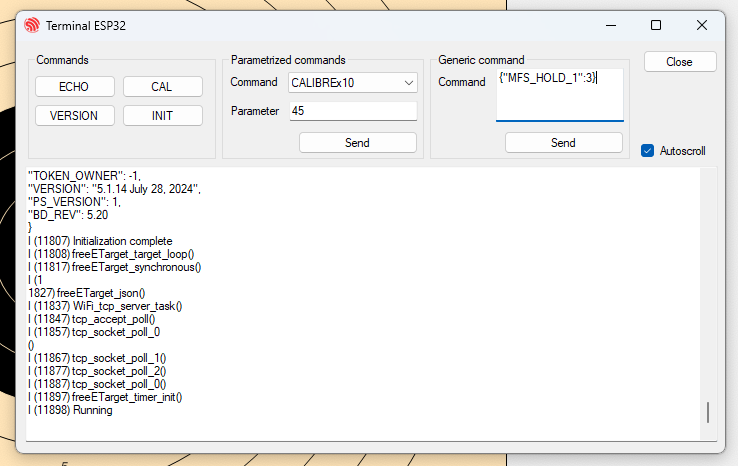 Terminal ESP32
Commands
ECHO
CAL
VERSION
INIT
Parametrized commands
Command
CALIBREx10
Parameter
45
Send
Generic command
Command
{"MFS_HOLD_1":3}
Send
Close
Autoscroll
"TOKEN_OWNER": -1,
"VERSION": "5.1.14 July 28, 2024",
"PS_VERSION": 1,
"BD_REV": 5.20
}
I (11807) Initialization complete
I (11808) freeETarget_target_loop()
I (11817) freeETarget_synchronous()
I (1
1827) freeETarget_json()
I (11837) WiFi_tcp_server_task()
I (11847) tcp_accept_poll()
I (11857) tcp_socket_poll_0
()
I (11867) tcp_socket_poll_1()
I (11877) tcp_socket_poll_2()
I (11887) tcp_socket_poll_0()
I (11897) freeETarget_timer_init()
I (11898) Running